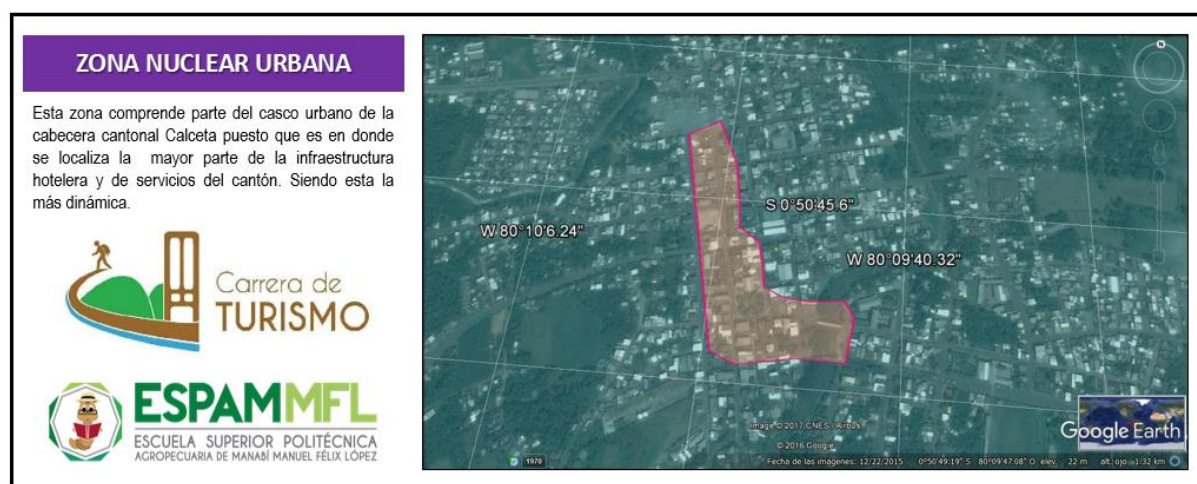 ZONA NUCLEAR URBANA
Esta zona comprende parte del casco urbano de la
cabecera cantonal Calceta puesto que es en donde
se localiza la mayor parte de la infraestructura
hotelera y de servicios del cantón. Siendo esta la
más dinámica.
Carrera de
TURISMO
ESPAMMFL
ESCUELA SUPERIOR POLITÉCNICA
AGROPECUARIA DE MANABÍ MANUEL FÉLIX LÓPEZ
N
S 0°50'45.6"
W 80°10'6.24"
W 80°09'40.32"
Image © 2017 CNES / Airbus
© 2016 Google
Google Earth
1970
Fecha de las imágenes: 12/22/2015 0°50'49.19" S 80°09'47.08" O elev. 22 m alt. ojo 1.32 km